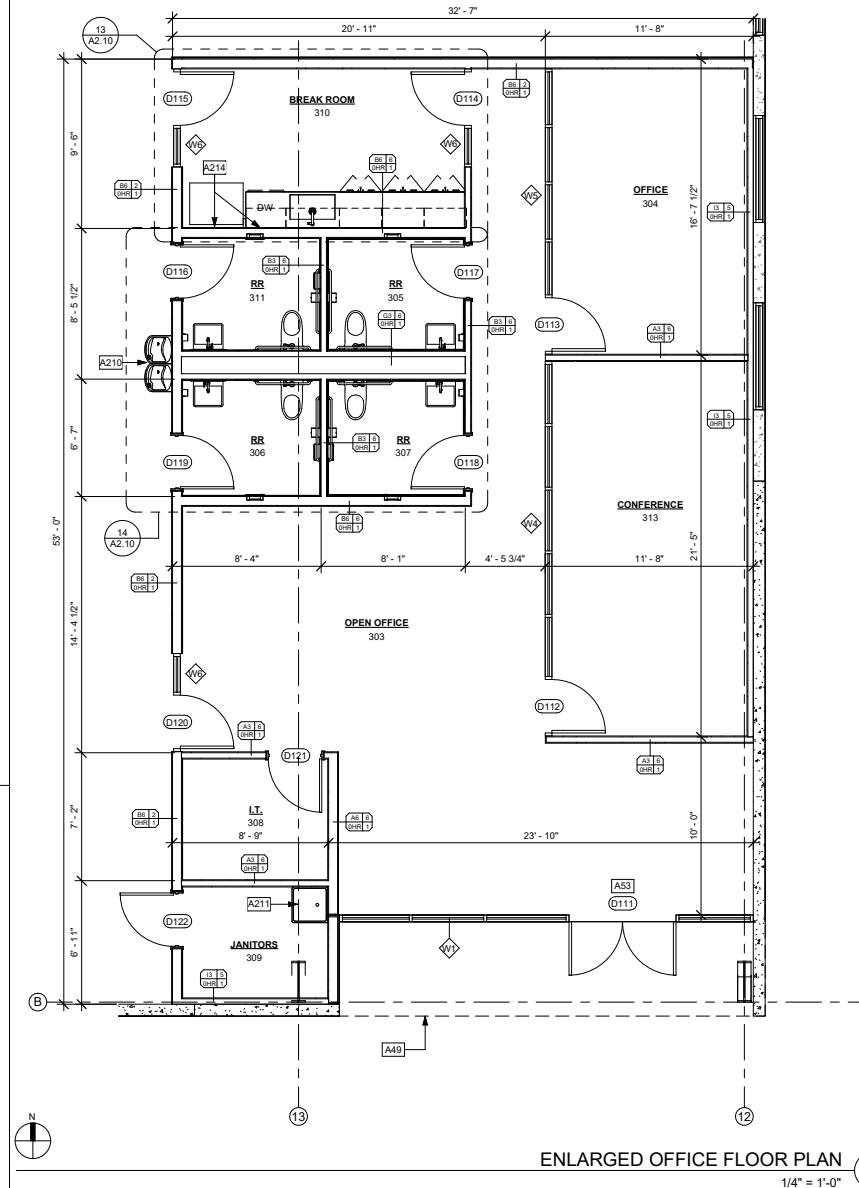 32' - 7"
20' - 11"
11' - 8"
13
A2.10
D115
BREAK ROOM
310
D114
B6 2
0HR 1
W6
W6
9' - 6"
A214
B6 6
0HR 1
B6 2
0HR 1
DW
W5
OFFICE
304
16' - 7 1/2"
I3 5
0HR 1
D116
B3 6
0HR 1
RR
311
RR
305
D117
8' - 5 1/2"
G3 6
0HR 1
B3 6
0HR 1
D113
A3 6
0HR 1
A210
I3 5
0HR 1
6' - 7"
D119
RR
306
B3 6
0HR 1
RR
307
D118
53' - 0"
14
A2.10
B6 6
0HR 1
W4
CONFERENCE
313
8' - 4"
8' - 1"
4' - 5 3/4"
11' - 8"
21' - 5"
B6 2
0HR 1
14' - 4 1/2"
OPEN OFFICE
303
W6
D120
D112
A3 6
0HR 1
D121
A3 6
0HR 1
7' - 2"
B6 2
0HR 1
I.T.
308
8' - 9"
A6 6
0HR 1
23' - 10"
10' - 0"
A3 6
0HR 1
A211
A53
D111
6' - 11"
D122
JANITORS
309
W1
I3 5
0HR 1
B
A49
13
12
N
ENLARGED OFFICE FLOOR PLAN
1/4" = 1'-0"